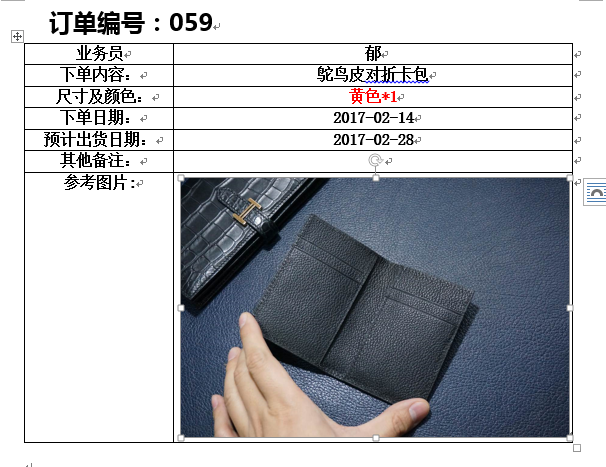 订单编号：059
业务员 郁
下单内容： 鸵鸟皮对折卡包
尺寸及颜色： 黄色*1
下单日期： 2017-02-14
预计出货日期： 2017-02-28
其他备注：
参考图片: